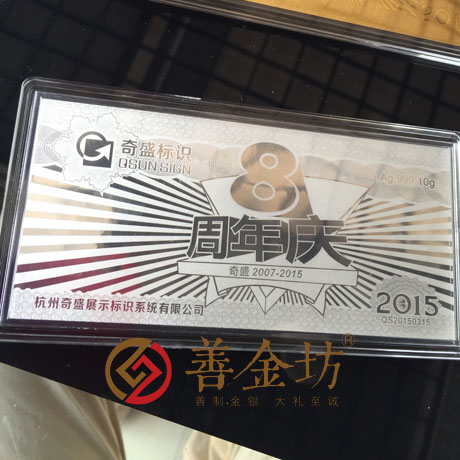 奇盛标识
QSUN SIGN
8
Ag 999 10g
周年庆
奇盛 2007-2015
杭州奇盛展示标识系统有限公司
2015
QS20150315
善金坊®
善制金银 大礼至诚